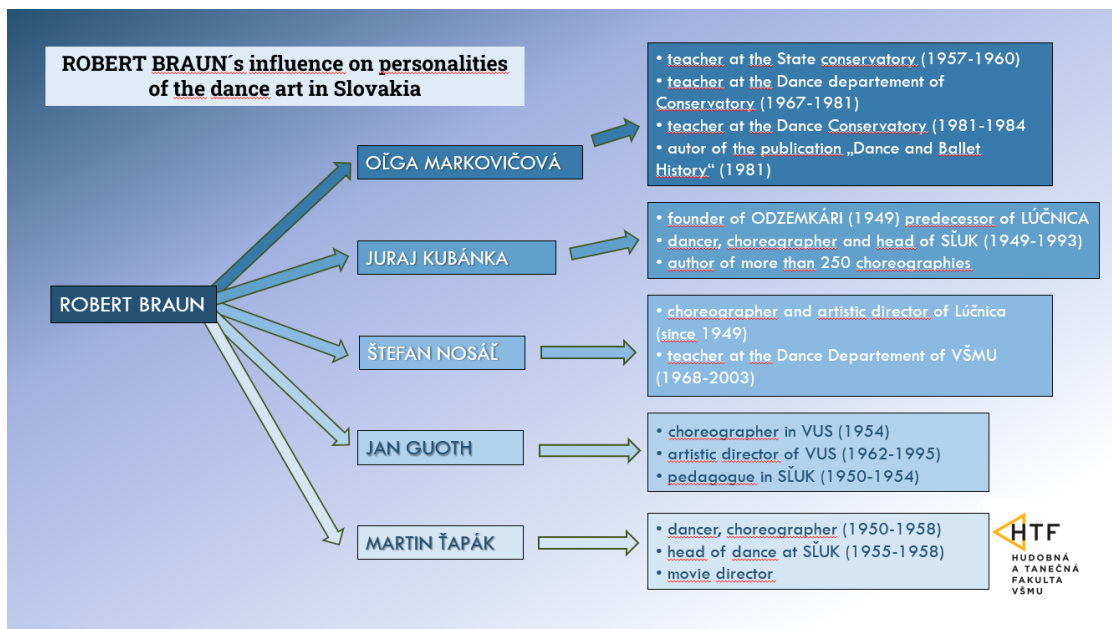 ROBERT BRAUN´s influence on personalities
of the dance art in Slovakia
ROBERT BRAUN
OĽGA MARKOVIČOVÁ
• teacher at the State conservatory (1957-1960)
• teacher at the Dance departement of
Conservatory (1967-1981)
• teacher at the Dance Conservatory (1981-1984
• autor of the publication „Dance and Ballet
History“ (1981)
JURAJ KUBÁNKA
• founder of ODZEMKÁRI (1949) predecessor of LÚČNICA
• dancer, choreographer and head of SĽUK (1949-1993)
• author of more than 250 choreographies
ŠTEFAN NOSÁĽ
• choreographer and artistic director of Lúčnica
(since 1949)
• teacher at the Dance Departement of VŠMU
(1968-2003)
JAN GUOTH
• choreographer in VUS (1954)
• artistic director of VUS (1962-1995)
• pedagogue in SĽUK (1950-1954)
MARTIN ŤAPÁK
• dancer, choreographer (1950-1958)
• head of dance at SĽUK (1955-1958)
• movie director
HTF
HUDOBNÁ
A TANEČNÁ
FAKULTA
VŠMU